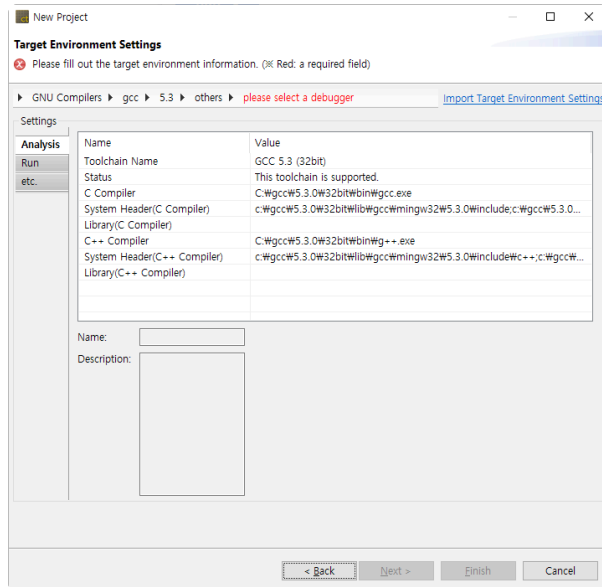 ct New Project
Target Environment Settings
Please fill out the target environment information. (※ Red: a required field)
GNU Compilers gcc 5.3 others please select a debugger Import Target Environment Settings
Settings
Analysis
Run
etc.
Name Value
Toolchain Name GCC 5.3 (32bit)
Status This toolchain is supported.
C Compiler C:₩gcc₩5.3.0₩32bit₩bin₩gcc.exe
System Header(C Compiler) c:₩gcc₩5.3.0₩32bit₩lib₩gcc₩mingw32₩5.3.0₩include;c:₩gcc₩5.3.0...
Library(C Compiler)
C++ Compiler C:₩gcc₩5.3.0₩32bit₩bin₩g++.exe
System Header(C++ Compiler) c:₩gcc₩5.3.0₩32bit₩lib₩gcc₩mingw32₩5.3.0₩include₩c++;c:₩gcc₩...
Library(C++ Compiler)
Name:
Description:
< Back Next > Finish Cancel